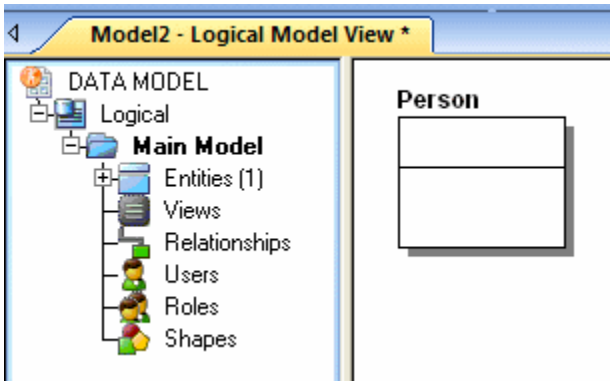 Model2 - Logical Model View *
DATA MODEL
Logical
Main Model
Entities (1)
Views
Relationships
Users
Roles
Shapes
Person